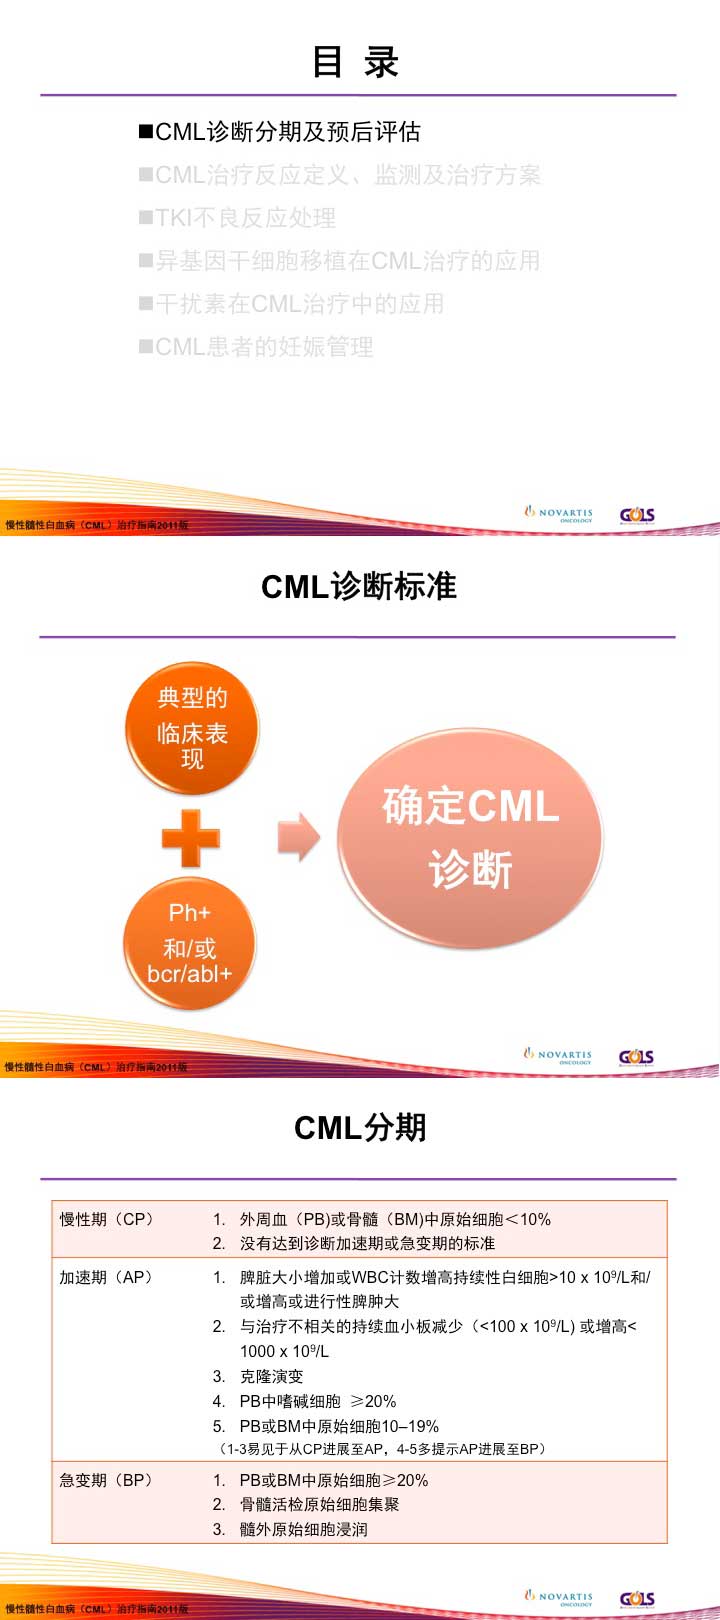 目 录
■CML诊断分期及预后评估
■CML治疗反应定义、监测及治疗方案
■TKI不良反应处理
■异基因干细胞移植在CML治疗的应用
■干扰素在CML治疗中的应用
■CML患者的妊娠管理
慢性髓性白血病（CML）治疗指南2011版
NOVARTIS
ONCOLOGY
GOLS
CML诊断标准
典型的
临床表
现
Ph+
和/或
bcr/abl+
确定CML
诊断
慢性髓性白血病（CML）治疗指南2011版
NOVARTIS
ONCOLOGY
GOLS
CML分期
慢性期（CP）
1. 外周血（PB)或骨髓（BM)中原始细胞＜10%
2. 没有达到诊断加速期或急变期的标准
加速期（AP）
1. 脾脏大小增加或WBC计数增高持续性白细胞>10 x 10⁹/L和/
或增高或进行性脾肿大
2. 与治疗不相关的持续血小板减少（<100 x 10⁹/L) 或增高<
1000 x 10⁹/L
3. 克隆演变
4. PB中嗜碱细胞 ≥20%
5. PB或BM中原始细胞10–19%
（1-3易见于从CP进展至AP，4-5多提示AP进展至BP）
急变期（BP）
1. PB或BM中原始细胞≥20%
2. 骨髓活检原始细胞集聚
3. 髓外原始细胞浸润
慢性髓性白血病（CML）治疗指南2011版
NOVARTIS
ONCOLOGY
GOLS